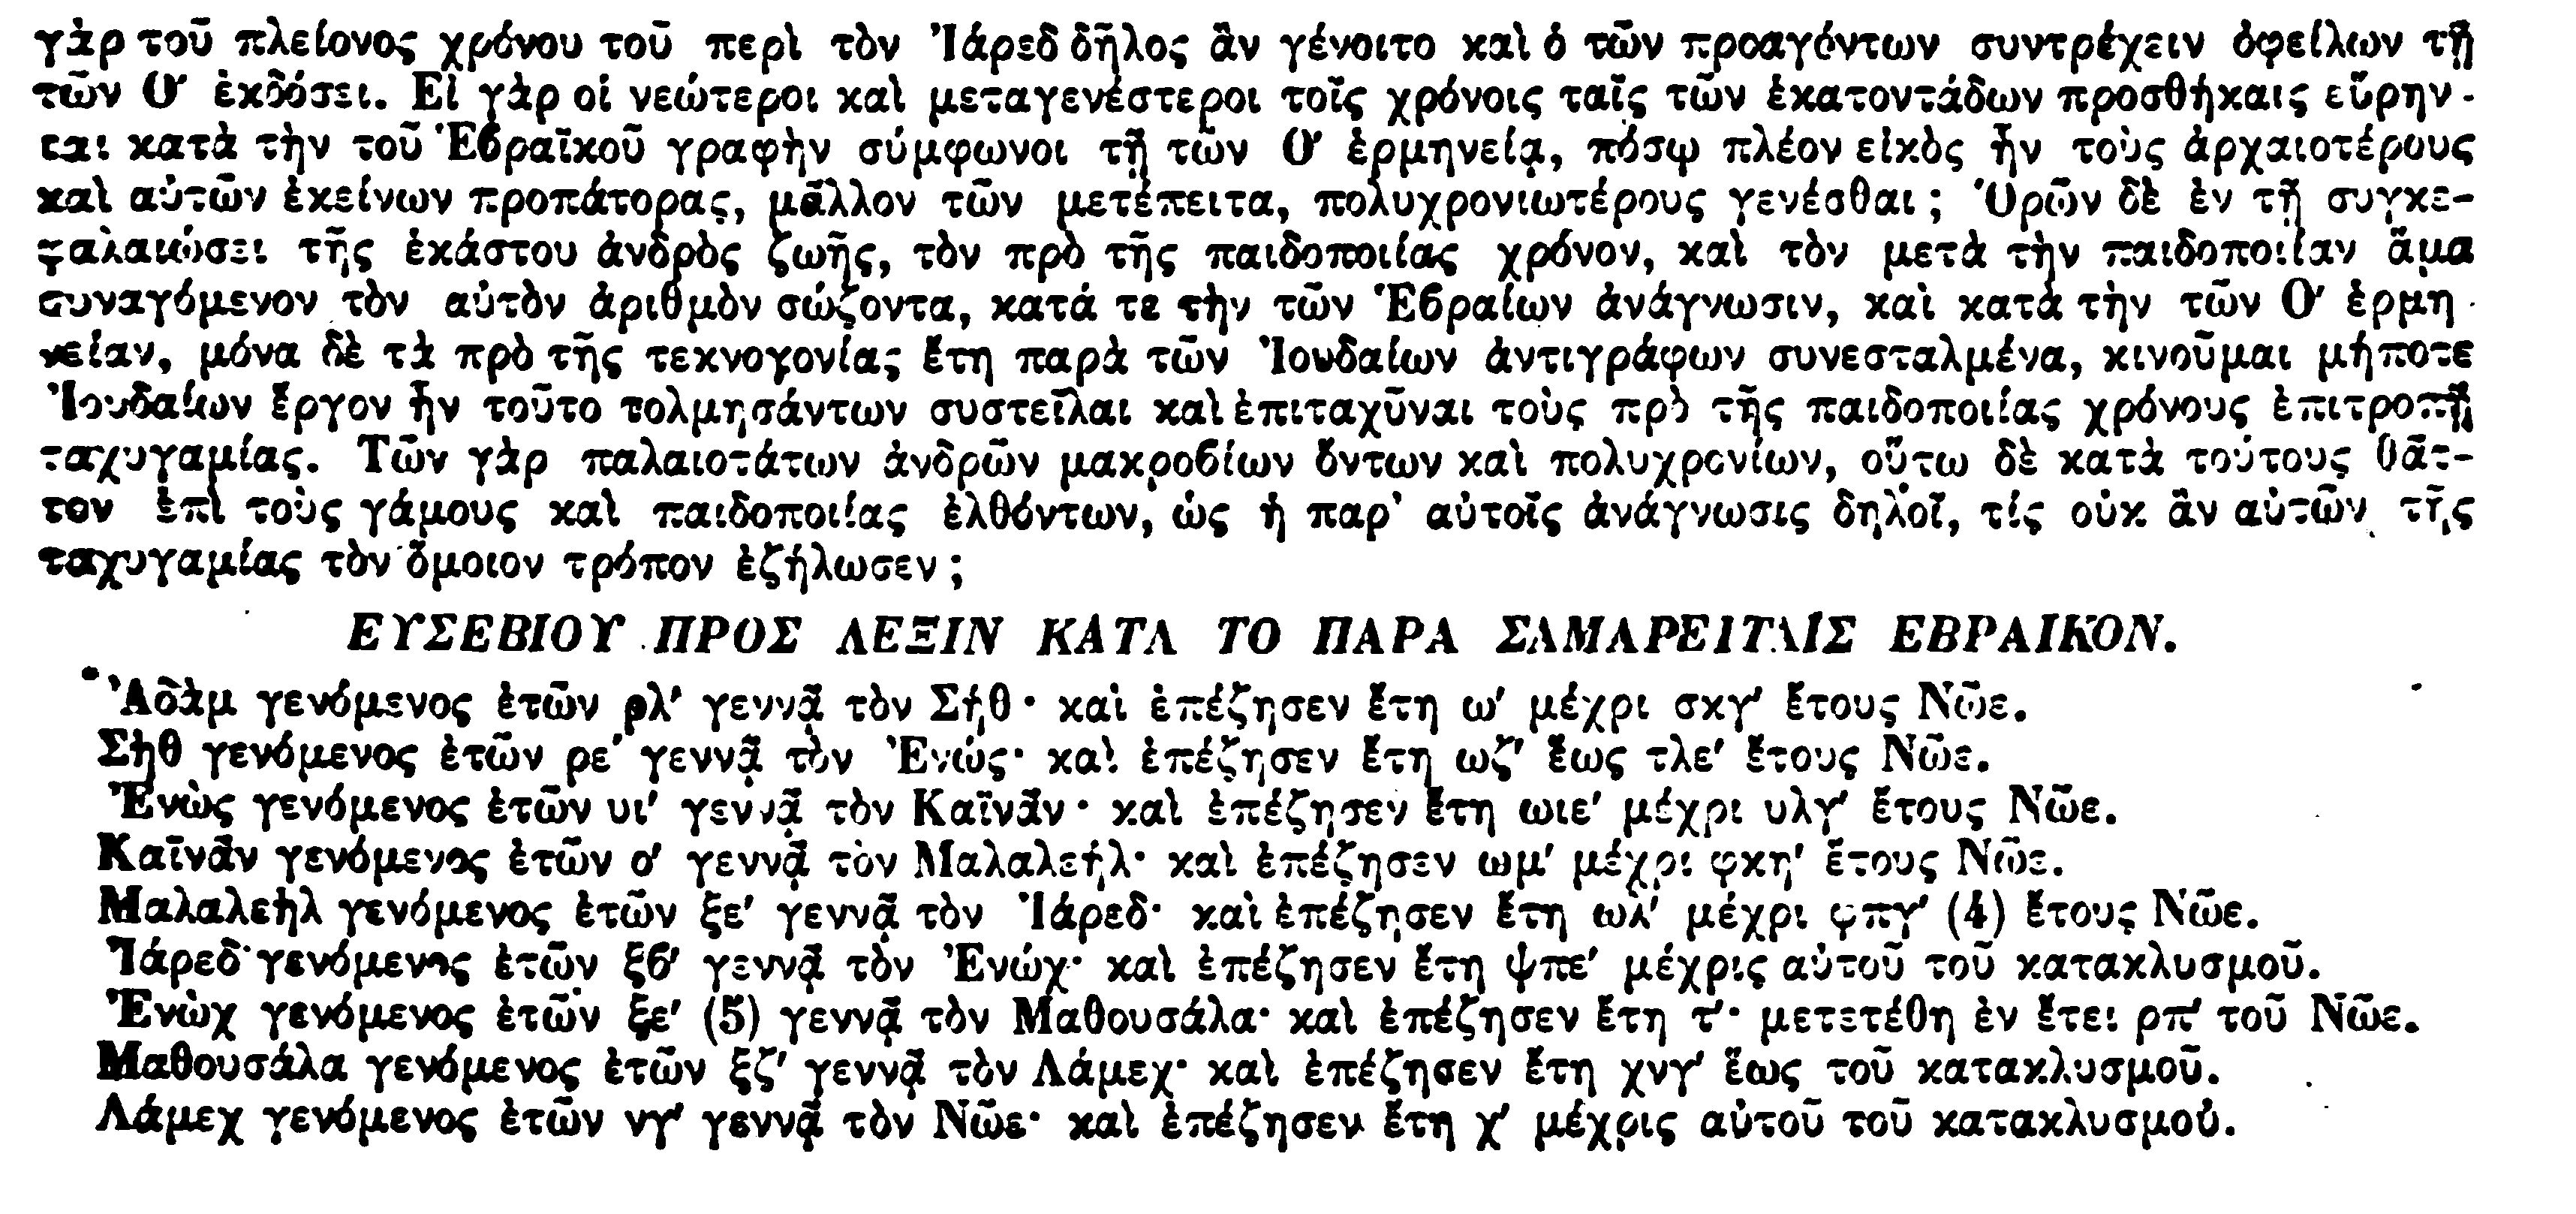 γὰρ τοῦ πλείονος χρόνου τοῦ περὶ τὸν Ἰάρεδ δῆλος ἂν γένοιτο καὶ ὁ τῶν προαγόντων συντρέχειν ὀφείλων τῇ
τῶν Ο' ἐκδόσει. Εἰ γὰρ οἱ νεώτεροι καὶ μεταγενέστεροι τοῖς χρόνοις ταῖς τῶν ἑκατοντάδων προσθήκαις εὕρην-
ται κατὰ τὴν τοῦ Ἑβραϊκοῦ γραφὴν σύμφωνοι τῇ τῶν Ο' ἑρμηνείᾳ, πόσῳ πλέον εἰκὸς ἦν τοὺς ἀρχαιοτέρους
καὶ αὐτῶν ἐκείνων προπάτορας, μᾶλλον τῶν μετέπειτα, πολυχρονιωτέρους γενέσθαι; Ὁρῶν δὲ ἐν τῇ συγκε-
φαλαιώσει τῆς ἑκάστου ἀνδρὸς ζωῆς, τὸν πρὸ τῆς παιδοποιίας χρόνον, καὶ τὸν μετὰ τὴν παιδοποιίαν ἅμα
συναγόμενον τὸν αὐτὸν ἀριθμὸν σώζοντα, κατά τε τὴν τῶν Ἑβραίων ἀνάγνωσιν, καὶ κατὰ τὴν τῶν Ο' ἑρμη-
νείαν, μόνα δὲ τὰ πρὸ τῆς τεκνογονίας ἔτη παρὰ τῶν Ἰουδαίων ἀντιγράφων συνεσταλμένα, κινοῦμαι μήποτε
Ἰουδαίων ἔργον ἦν τοῦτο τολμησάντων συστεῖλαι καὶ ἐπιταχῦναι τοὺς πρὸ τῆς παιδοποιίας χρόνους ἐπιτροπῇ
ταχυγαμίας. Τῶν γὰρ παλαιοτάτων ἀνδρῶν μακροβίων ὄντων καὶ πολυχρονίων, οὕτω δὲ κατὰ τούτους θᾶτ-
τον ἐπὶ τοὺς γάμους καὶ παιδοποιίας ἐλθόντων, ὡς ἡ παρ' αὐτοῖς ἀνάγνωσις δηλοῖ, τίς οὐκ ἂν αὐτῶν τῆς
ταχυγαμίας τὸν ὅμοιον τρόπον ἐζήλωσεν;
ΕΥΣΕΒΙΟΥ ΠΡΟΣ ΛΕΞΙΝ ΚΑΤΑ ΤΟ ΠΑΡΑ ΣΑΜΑΡΕΙΤΑΙΣ ΕΒΡΑΙΚΟΝ.
Ἀδὰμ γενόμενος ἐτῶν ρλ' γεννᾷ τὸν Σήθ· καὶ ἐπέζησεν ἔτη ω' μέχρι σκγ' ἔτους Νῶε.
Σὴθ γενόμενος ἐτῶν ρε' γεννᾷ τὸν Ἐνώς· καὶ ἐπέζησεν ἔτη ωζ' ἕως τλε' ἔτους Νῶε.
Ἐνὼς γενόμενος ἐτῶν υι' γεννᾷ τὸν Καϊνᾶν· καὶ ἐπέζησεν ἔτη ωιε' μέχρι υλγ' ἔτους Νῶε.
Καϊνᾶν γενόμενος ἐτῶν ο' γεννᾷ τὸν Μαλαλεήλ· καὶ ἐπέζησεν ωμ' μέχρι φκη' ἔτους Νῶε.
Μαλαλεὴλ γενόμενος ἐτῶν ξε' γεννᾷ τὸν Ἰάρεδ· καὶ ἐπέζησεν ἔτη ωλ' μέχρι φπγ' (4) ἔτους Νῶε.
Ἰάρεδ γενόμενος ἐτῶν ξβ' γεννᾷ τὸν Ἐνώχ· καὶ ἐπέζησεν ἔτη ψπε' μέχρις αὐτοῦ τοῦ κατακλυσμοῦ.
Ἐνὼχ γενόμενος ἐτῶν ξε' (5) γεννᾷ τὸν Μαθουσάλα· καὶ ἐπέζησεν ἔτη τ'· μετετέθη ἐν ἔτει ρπ' τοῦ Νῶε.
Μαθουσάλα γενόμενος ἐτῶν ξζ' γεννᾷ τὸν Λάμεχ· καὶ ἐπέζησεν ἔτη χνγ' ἕως τοῦ κατακλυσμοῦ.
Λάμεχ γενόμενος ἐτῶν νγ' γεννᾷ τὸν Νῶε· καὶ ἐπέζησεν ἔτη χ' μέχρις αὐτοῦ τοῦ κατακλυσμοῦ.